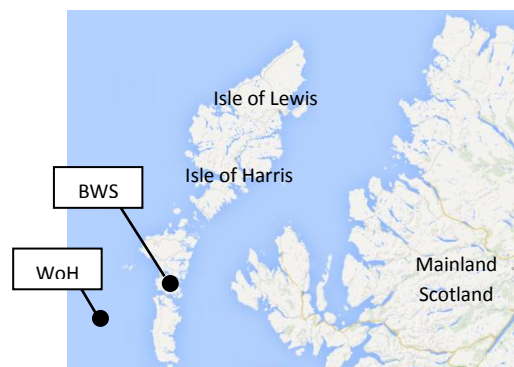 Isle of Lewis
Isle of Harris
BWS
WoH
Mainland
Scotland